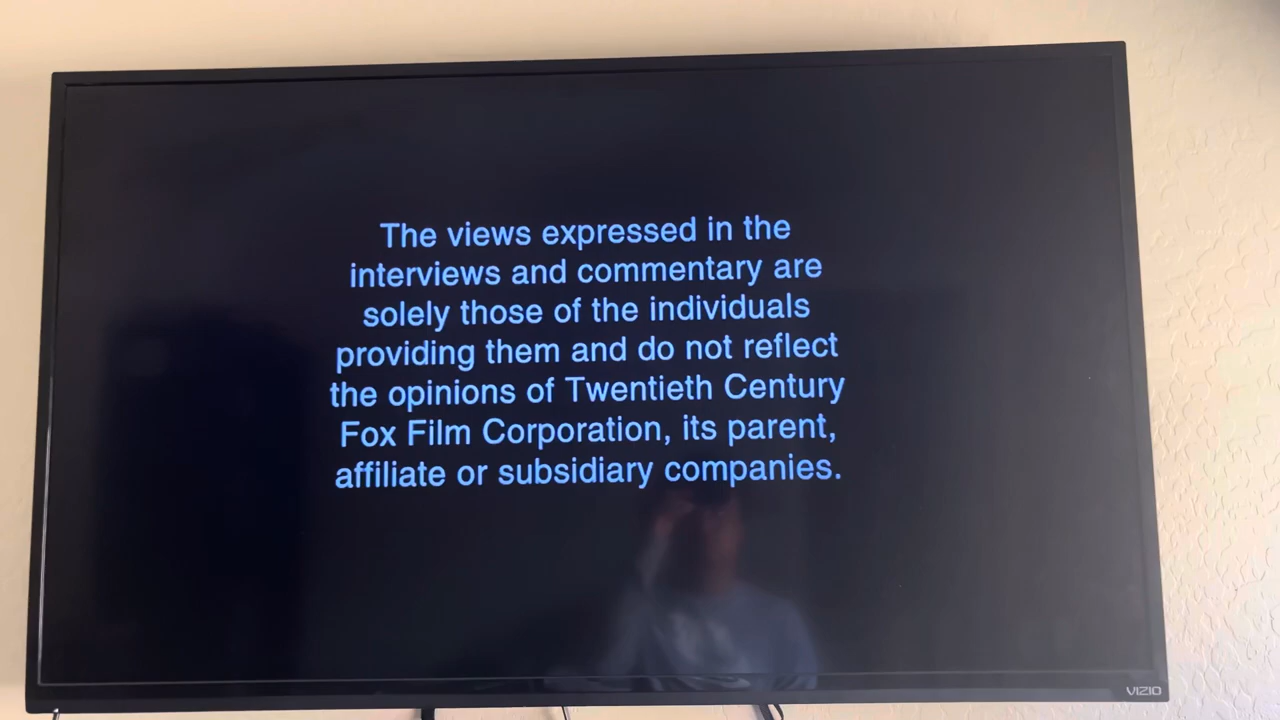 The views expressed in the
interviews and commentary are
solely those of the individuals
providing them and do not reflect
the opinions of Twentieth Century
Fox Film Corporation, its parent,
affiliate or subsidiary companies.
VIZIO